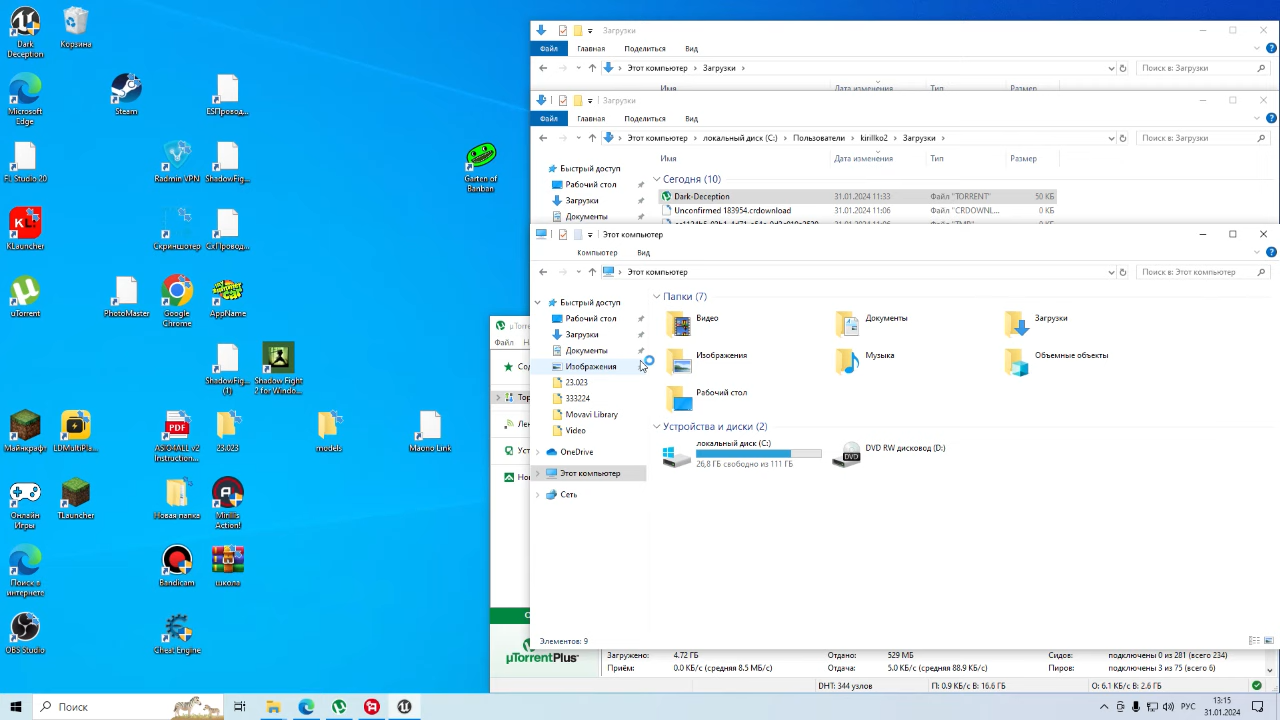 Dark
Deception
Корзина
Microsoft
Edge
Steam
ESПровод...
FL Studio 20
Radmin VPN
ShadowFig...
Garten of
Banban
KLauncher
Скриншотер
СхПровод...
uTorrent
PhotoMaster
Google
Chrome
AppName
ShadowFig...
(1)
Shadow Fight
2 for Windo...
Майнкрафт
LDMultiPla...
ASIO4ALL v2
Instruction...
23.023
models
Maono Link
Онлайн
Игры
TLauncher
Новая папка
Mirillis
Action!
Поиск в
интернете
Bandicam
школа
OBS Studio
Cheat Engine
Загрузки
Файл Главная Поделиться Вид
Этот компьютер Загрузки
Поиск в: Загрузки
Имя Дата изменения Тип Размер
Загрузки
Файл Главная Поделиться Вид
Этот компьютер локальный диск (C:) Пользователи kirillko2 Загрузки
Поиск в: Загрузки
Имя Дата изменения Тип Размер
Быстрый доступ
Рабочий стол
Загрузки
Документы
Сегодня (10)
Dark-Deception 31.01.2024 11:33 Файл "TORRENT" 50 КБ
Unconfirmed 183954.crdownload 31.01.2024 11:06 Файл "CRDOWNL... 0 КБ
Этот компьютер
Компьютер Вид
Этот компьютер
Поиск в: Этот компьютер
Быстрый доступ
Рабочий стол
Загрузки
Документы
Изображения
23.023
333224
Movavi Library
Video
OneDrive
Этот компьютер
Сеть
Папки (7)
Видео
Документы
Загрузки
Изображения
Музыка
Объемные объекты
Рабочий стол
Устройства и диски (2)
локальный диск (C:)
26,8 ГБ свободно из 111 ГБ
DVD RW дисковод (D:)
DVD
Элементов: 9
Файл
µTorrentPlus
Загружено: 4.72 ГБ Отдано: 529 МБ Сидов: подключено 0 из 281 (всего 234)
Приём: 0.0 КБ/с (средняя 8.5 МБ/с) Отдача: 5.0 КБ/с (средняя 88.9 КБ/с) Пиров: подключено 3 из 75 (всего 6)
DHT: 344 узлов П: 0.9 КБ/с В: 16.6 Г О: 6.1 КБ/с В: 2.6 Г
Поиск
РУС
13:15
31.01.2024